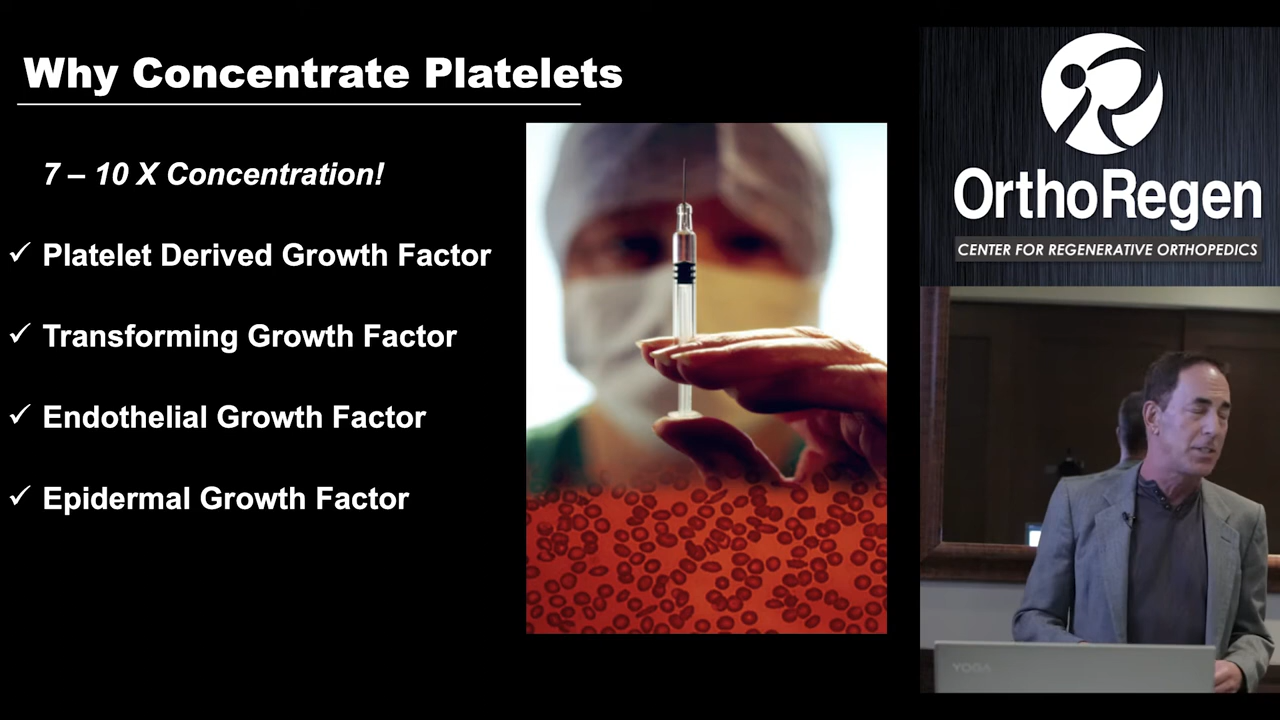 Why Concentrate Platelets
7 – 10 X Concentration!
✓ Platelet Derived Growth Factor
✓ Transforming Growth Factor
✓ Endothelial Growth Factor
✓ Epidermal Growth Factor
OrthoRegen
CENTER FOR REGENERATIVE ORTHOPEDICS
YOGA